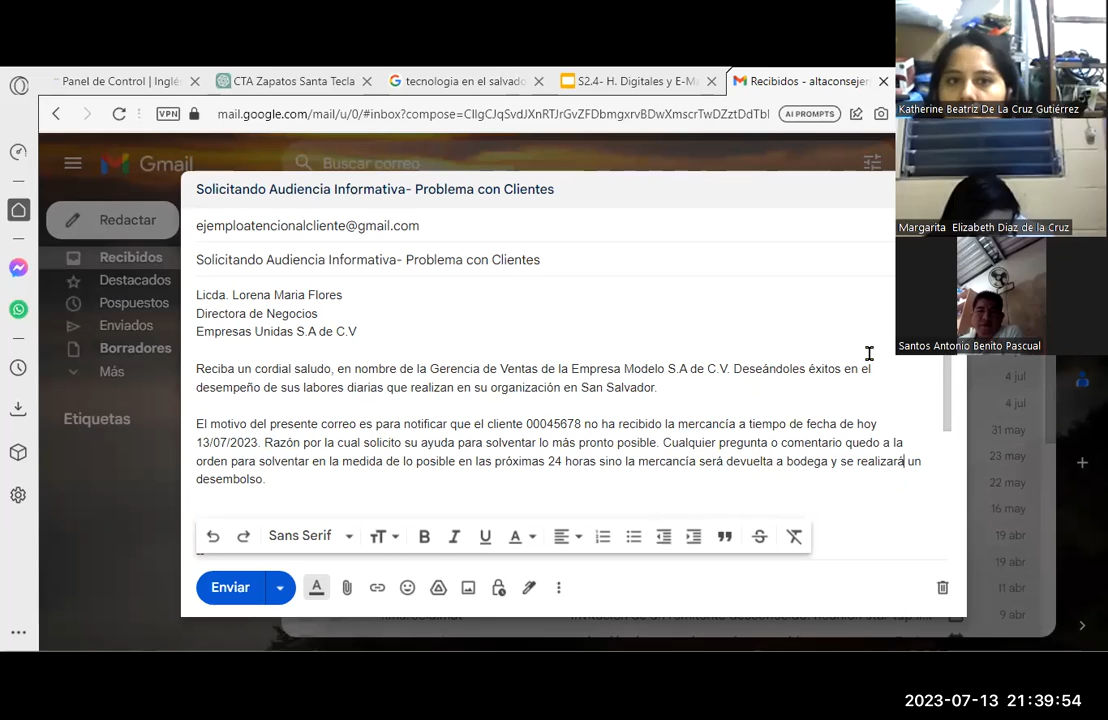 Panel de Control | Inglé
CTA Zapatos Santa Tecla
tecnologia en el salvado
S2.4- H. Digitales y E-MA
Recibidos - altaconsejer
VPN
mail.google.com/mail/u/0/#inbox?compose=
AI PROMPTS
Gmail
Buscar correo
Redactar
Recibidos
Destacados
Pospuestos
Enviados
Borradores
Más
Etiquetas
Solicitando Audiencia Informativa- Problema con Clientes
ejemploatencionalcliente@gmail.com
Solicitando Audiencia Informativa- Problema con Clientes
Licda. Lorena Maria Flores
Directora de Negocios
Empresas Unidas S.A de C.V
Reciba un cordial saludo, en nombre de la Gerencia de Ventas de la Empresa Modelo S.A de C.V. Deseándoles éxitos en el
desempeño de sus labores diarias que realizan en su organización en San Salvador.
El motivo del presente correo es para notificar que el cliente 00045678 no ha recibido la mercancía a tiempo de fecha de hoy
13/07/2023. Razón por la cual solicito su ayuda para solventar lo más pronto posible. Cualquier pregunta o comentario quedo a la
orden para solventar en la medida de lo posible en las próximas 24 horas sino la mercancía será devuelta a bodega y se realizará un
desembolso.
Sans Serif
Enviar
Katherine Beatriz De La Cruz Gutiérrez
Margarita Elizabeth Diaz de la Cruz
Santos Antonio Benito Pascual
4 jul
4 jul
31 may
23 may
22 may
16 may
19 abr
19 abr
11 abr
9 abr
2023-07-13 21:39:54